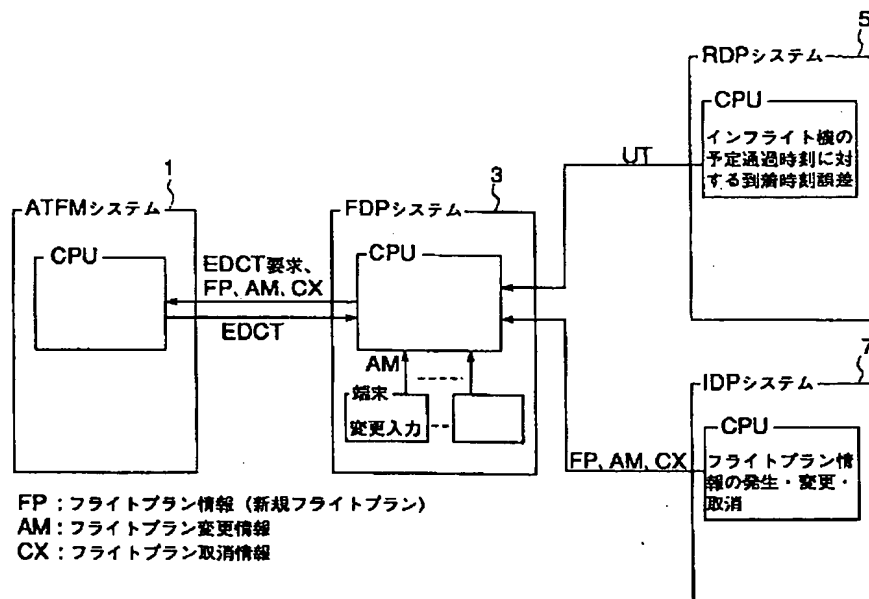 5
RDPシステム
CPU
インフライト機の
予定通過時刻に対
する到着時刻誤差
UT
1
ATFMシステム
CPU
3
FDPシステム
CPU
EDCT要求、
FP、AM、CX
EDCT
AM
端末
変更入力
7
IDPシステム
CPU
フライトプラン情
報の発生・変更・
取消
FP、AM、CX
FP：フライトプラン情報（新規フライトプラン）
AM：フライトプラン変更情報
CX：フライトプラン取消情報